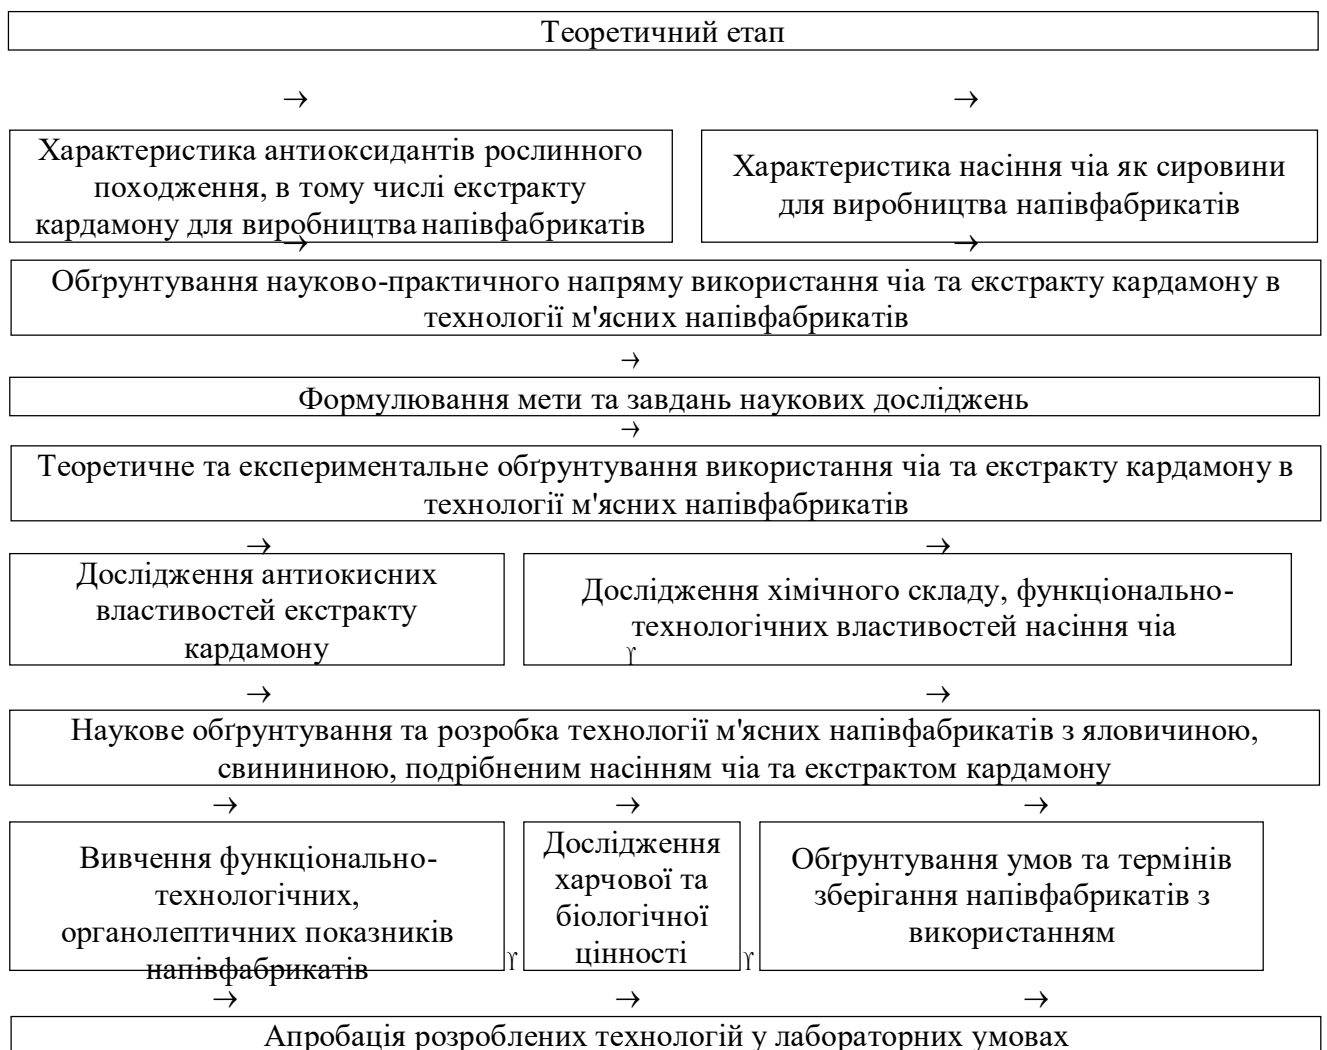 Теоретичний етап
→ →
Характеристика антиоксидантів рослинного
походження, в тому числі екстракту
кардамону для виробництва напівфабрикатів
Характеристика насіння чіа як сировини
для виробництва напівфабрикатів
→ →
Обґрунтування науково-практичного напряму використання чіа та екстракту кардамону в
технології м'ясних напівфабрикатів
→
Формулювання мети та завдань наукових досліджень
→
Теоретичне та експериментальне обґрунтування використання чіа та екстракту кардамону в
технології м'ясних напівфабрикатів
→ →
Дослідження антиокисних
властивостей екстракту
кардамону
Дослідження хімічного складу, функціонально-
технологічних властивостей насіння чіа
ϒ
→ →
Наукове обґрунтування та розробка технології м'ясних напівфабрикатів з яловичиною,
свинининою, подрібненим насінням чіа та екстрактом кардамону
→ → →
Вивчення функціонально-
технологічних,
органолептичних показників
напівфабрикатів
ϒ
Дослідження
харчової та
біологічної
цінності
ϒ
Обґрунтування умов та термінів
зберігання напівфабрикатів з
використанням
→ → →
Апробація розроблених технологій у лабораторних умовах